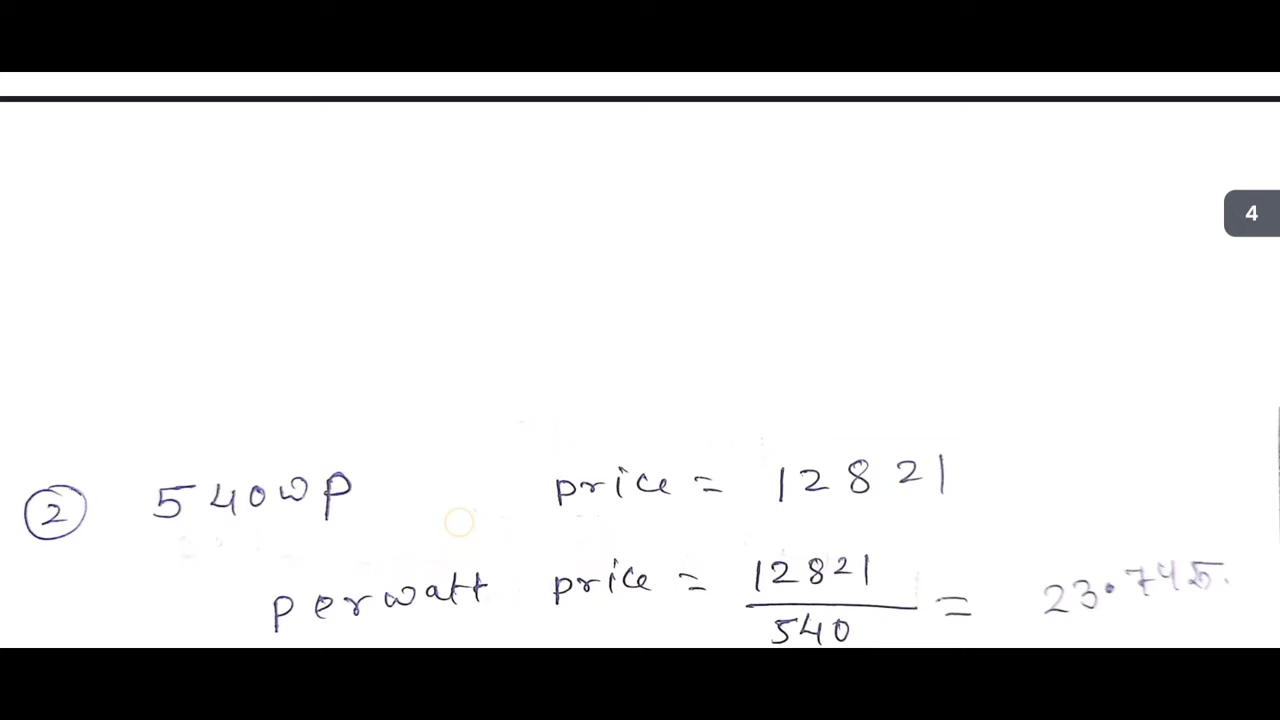 4
② 540wp price = 12821
perwatt price = 12821/540 = 23.745.